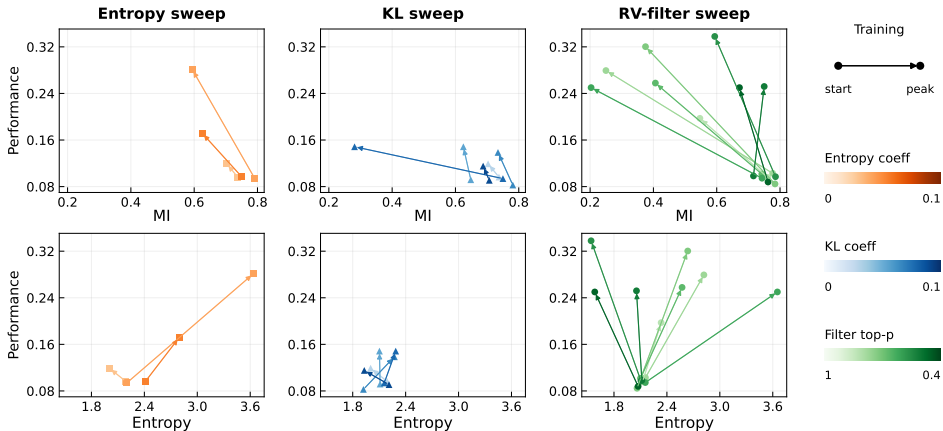 Entropy sweep
KL sweep
RV-filter sweep
Performance
0.32
0.24
0.16
0.08
0.2 0.4 0.6 0.8
MI
0.32
0.24
0.16
0.08
0.2 0.4 0.6 0.8
MI
0.32
0.24
0.16
0.08
0.2 0.4 0.6 0.8
MI
Performance
0.32
0.24
0.16
0.08
1.8 2.4 3.0 3.6
Entropy
0.32
0.24
0.16
0.08
1.8 2.4 3.0 3.6
Entropy
0.32
0.24
0.16
0.08
1.8 2.4 3.0 3.6
Entropy
Training
start peak
Entropy coeff
0 0.1
KL coeff
0 0.1
Filter top-p
1 0.4